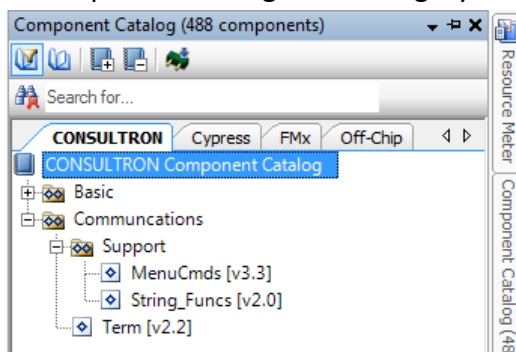 Component Catalog (488 components)
Search for...
CONSULTRON Cypress FMx Off-Chip
CONSULTRON Component Catalog
Basic
Communcations
Support
MenuCmds [v3.3]
String_Funcs [v2.0]
Term [v2.2]
Resource Meter
Component Catalog (48